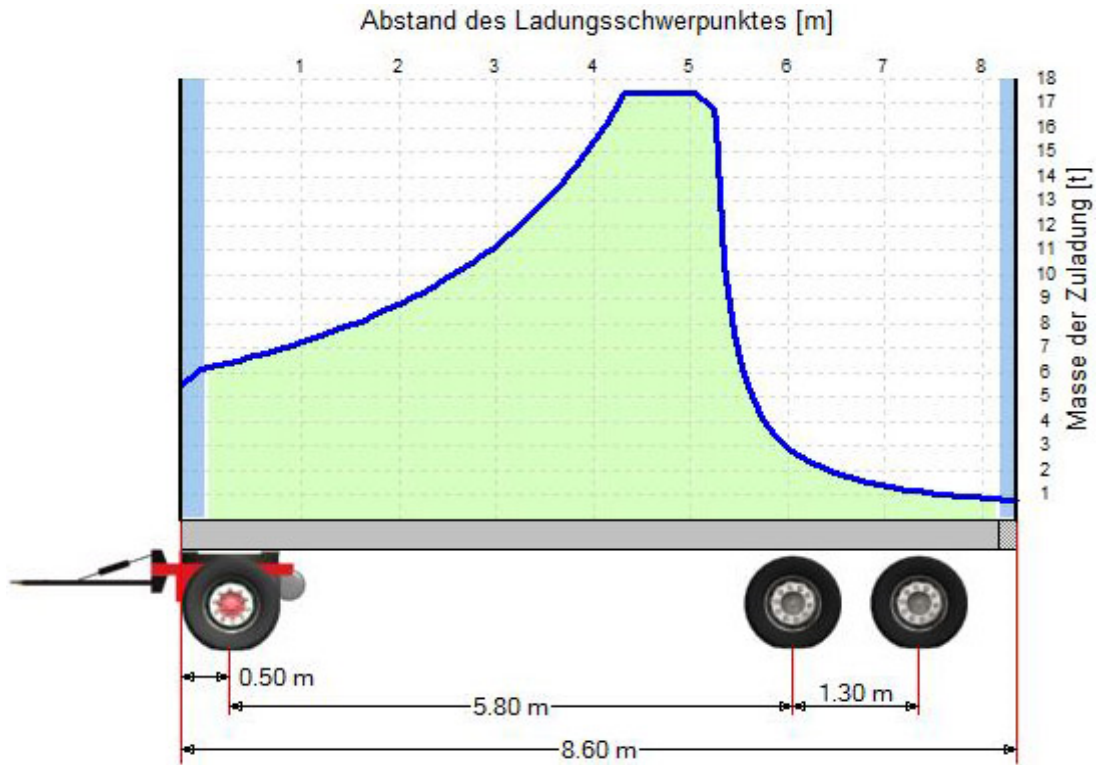 Abstand des Ladungsschwerpunktes [m]
1 2 3 4 5 6 7 8
18
17
16
15
14
13
12
11
10
9
8
7
6
5
4
3
2
1
Masse der Zuladung [t]
0.50 m
5.80 m
1.30 m
8.60 m